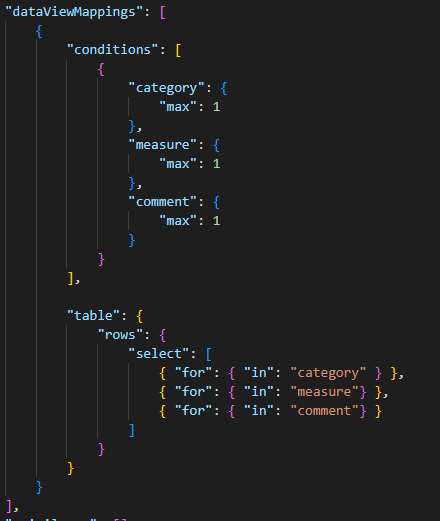 "dataViewMappings": [
{
"conditions": [
{
"category": {
"max": 1
},
"measure": {
"max": 1
},
"comment": {
"max": 1
}
}
],
"table": {
"rows": {
"select": [
{ "for": { "in": "category" } },
{ "for": { "in": "measure"} },
{ "for": { "in": "comment"} }
]
}
}
}
],